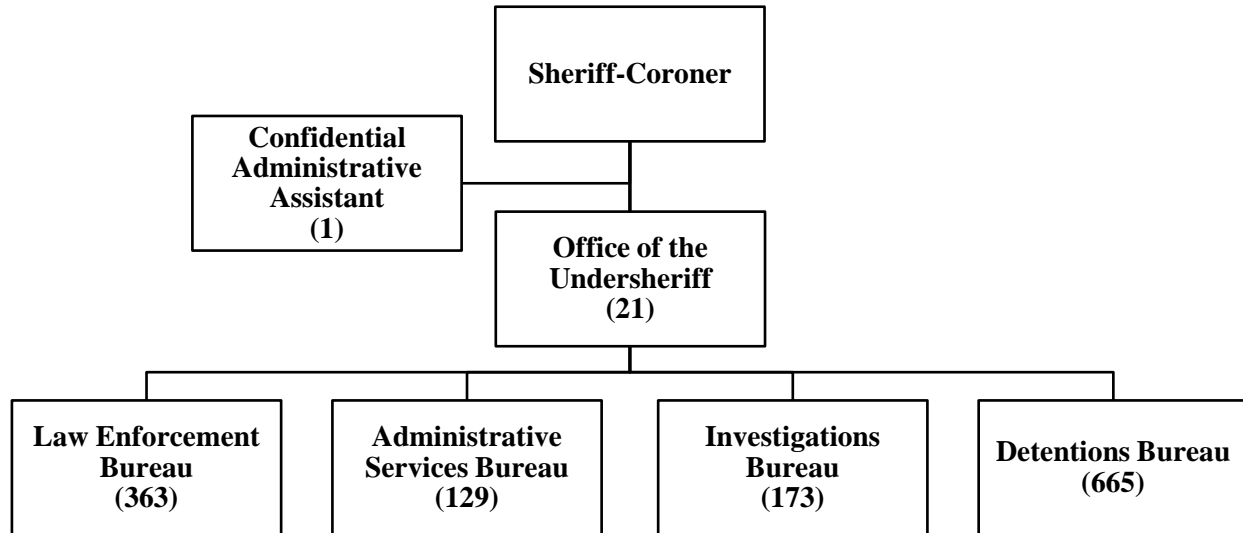 Sheriff-Coroner
Confidential
Administrative
Assistant
(1)
Office of the
Undersheriff
(21)
Law Enforcement
Bureau
(363)
Administrative
Services Bureau
(129)
Investigations
Bureau
(173)
Detentions Bureau
(665)